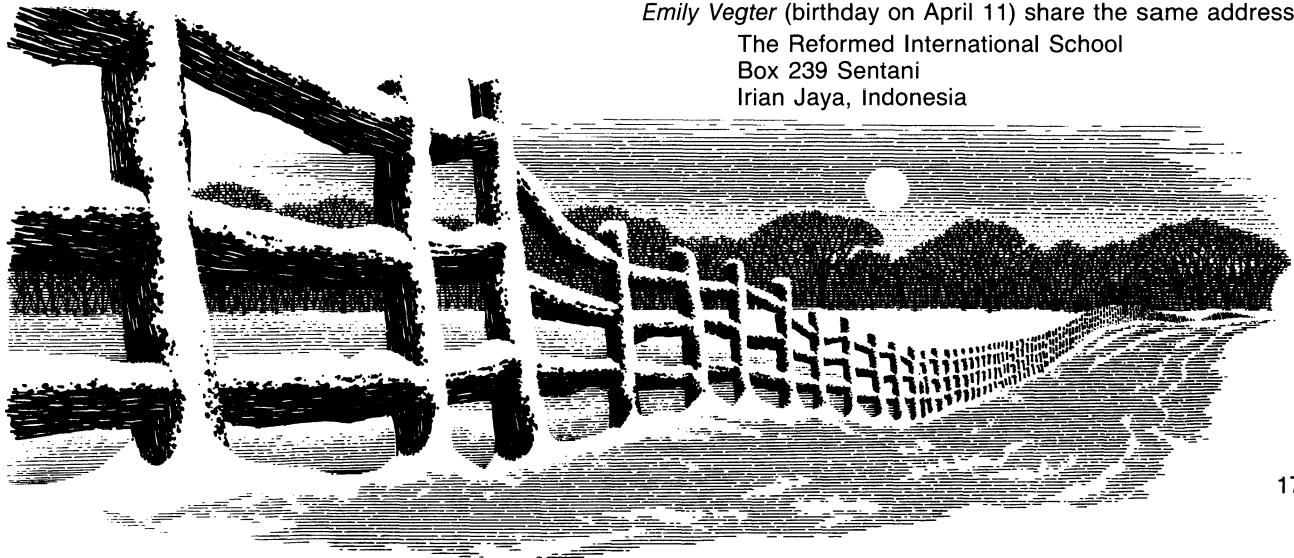 Emily Vegter (birthday on April 11) share the same address
The Reformed International School
Box 239 Sentani
Irian Jaya, Indonesia